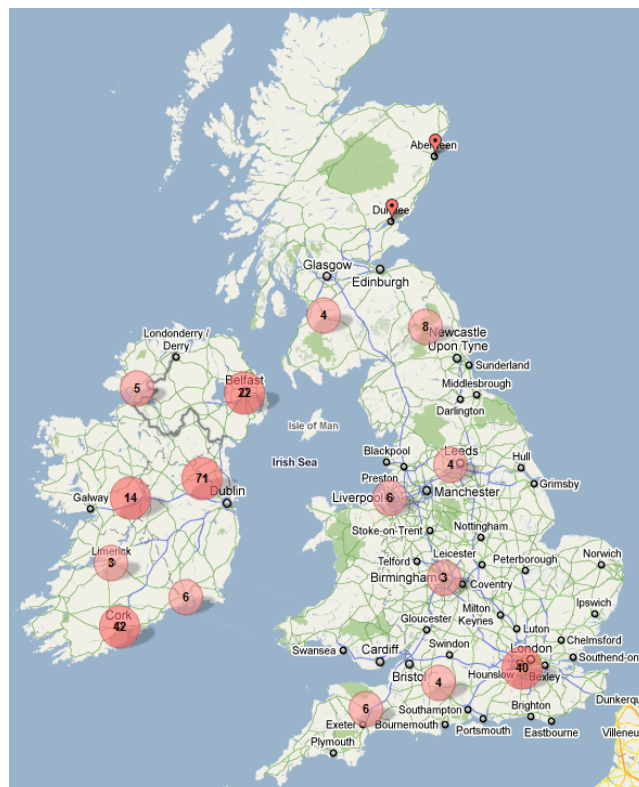 Aberdeen
Dundee
Glasgow
Edinburgh
4
8
Newcastle
Upon Tyne
Sunderland
Londonderry /
Derry
Middlesbrough
Darlington
5
Belfast
22
Isle of Man
Irish Sea
Blackpool
Preston
Leeds
4
Hull
Grimsby
71
Dublin
14
Galway
Liverpool
6
Manchester
Stoke-on-Trent
Nottingham
Limerick
3
Telford
Leicester
Peterborough
Norwich
Birmingham
3
Coventry
6
Cork
42
Milton
Keynes
Ipswich
Gloucester
Luton
Chelmsford
Swansea
Cardiff
Swindon
London
40
Southend-on
Bristol
Hounslow
Bexley
4
Dunkerqu
6
Southampton
Brighton
Exeter
Bournemouth
Portsmouth
Eastbourne
Villeneu
Plymouth